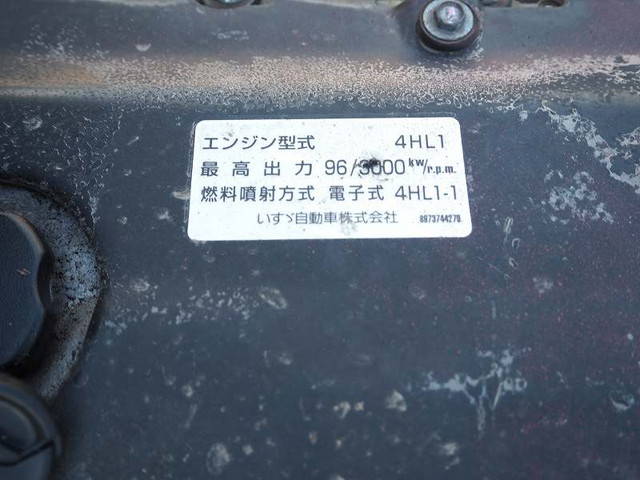 エンジン型式 4HL1
最高出力 96/3000 kw/r.p.m.
燃料噴射方式 電子式 4HL1-1
いすゞ自動車株式会社 8973744270